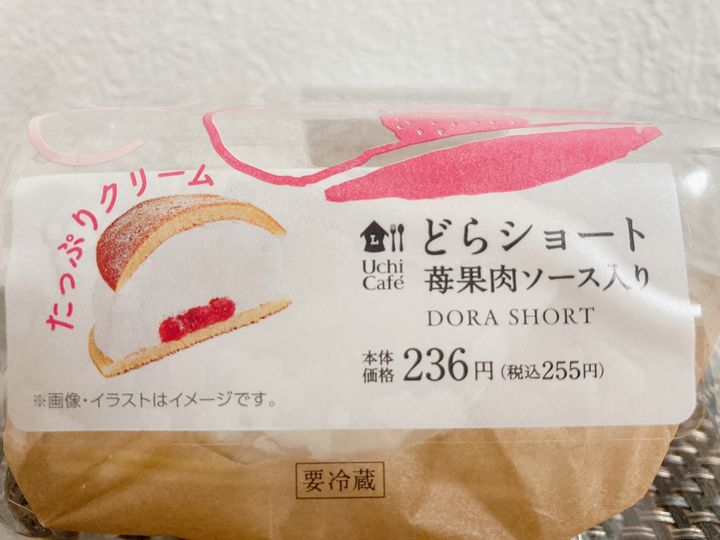 たっぷりクリーム
L
Uchi
Café
どらショート
苺果肉ソース入り
DORA SHORT
本体
価格 236円(税込255円)
※画像・イラストはイメージです。
要冷蔵